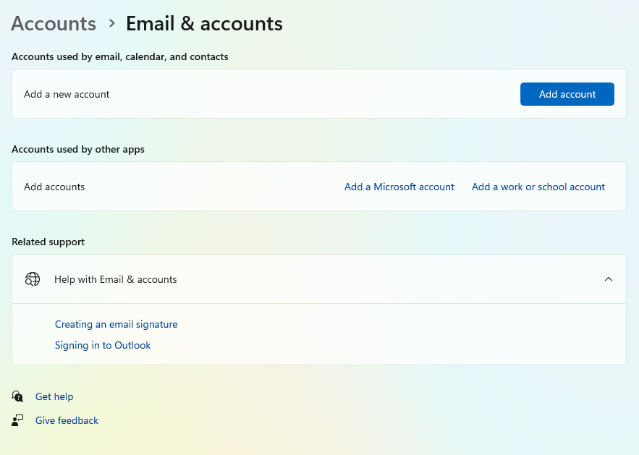 Accounts > Email & accounts
Accounts used by email, calendar, and contacts
Add a new account Add account
Accounts used by other apps
Add accounts Add a Microsoft account Add a work or school account
Related support
Help with Email & accounts
Creating an email signature
Signing in to Outlook
Get help
Give feedback